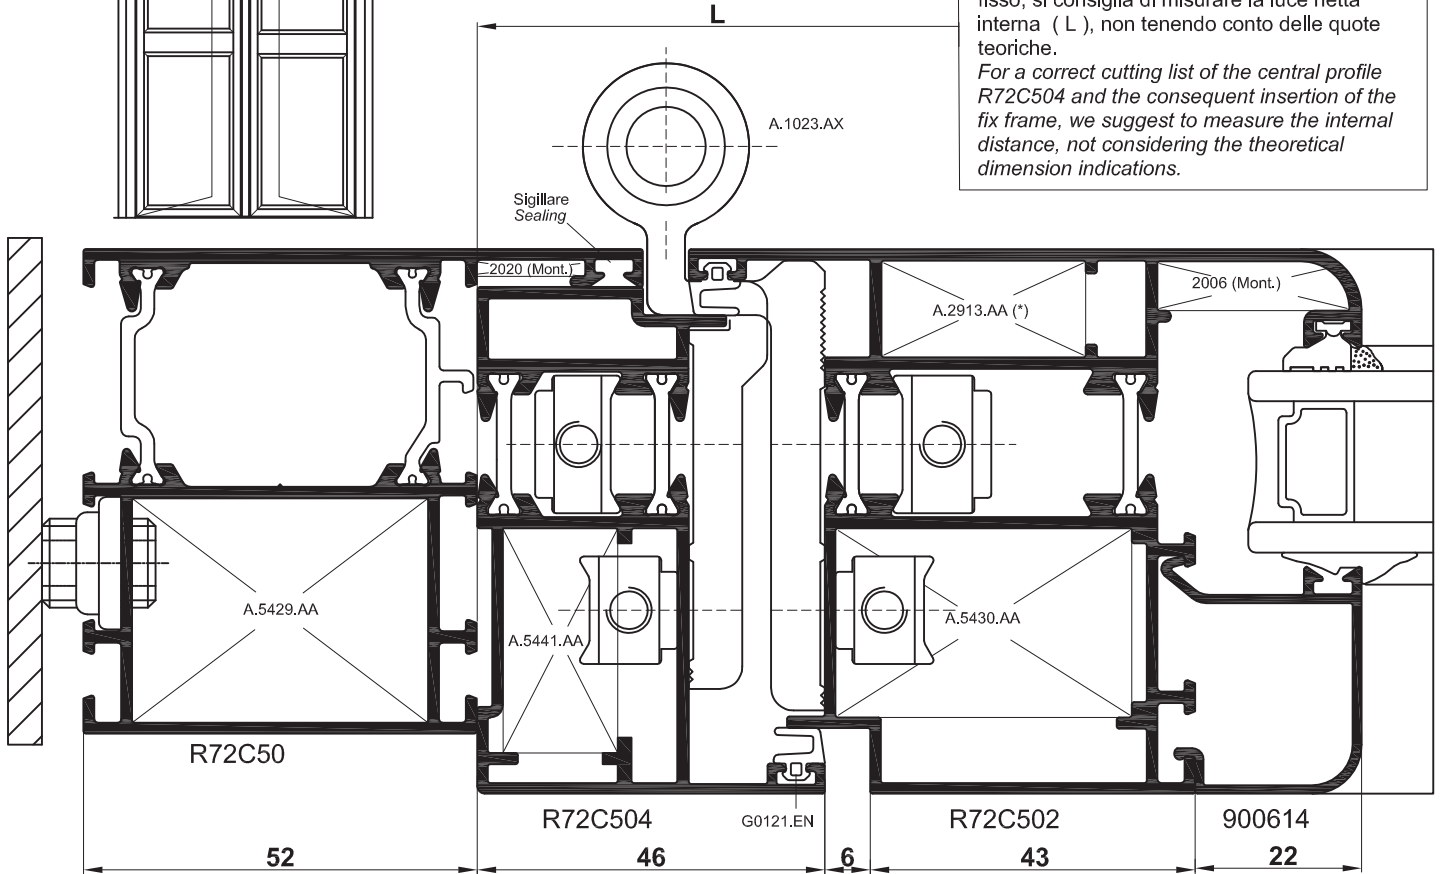 L
fisso, si consiglia di misurare la luce netta
interna ( L ), non tenendo conto delle quote
teoriche.
For a correct cutting list of the central profile
R72C504 and the consequent insertion of the
fix frame, we suggest to measure the internal
distance, not considering the theoretical
dimension indications.
A.1023.AX
Sigillare
Sealing
2020 (Mont.)
A.2913.AA (*)
2006 (Mont.)
A.5429.AA
A.5441.AA
A.5430.AA
R72C50
R72C504
G0121.EN
R72C502
900614
52
46
6
43
22